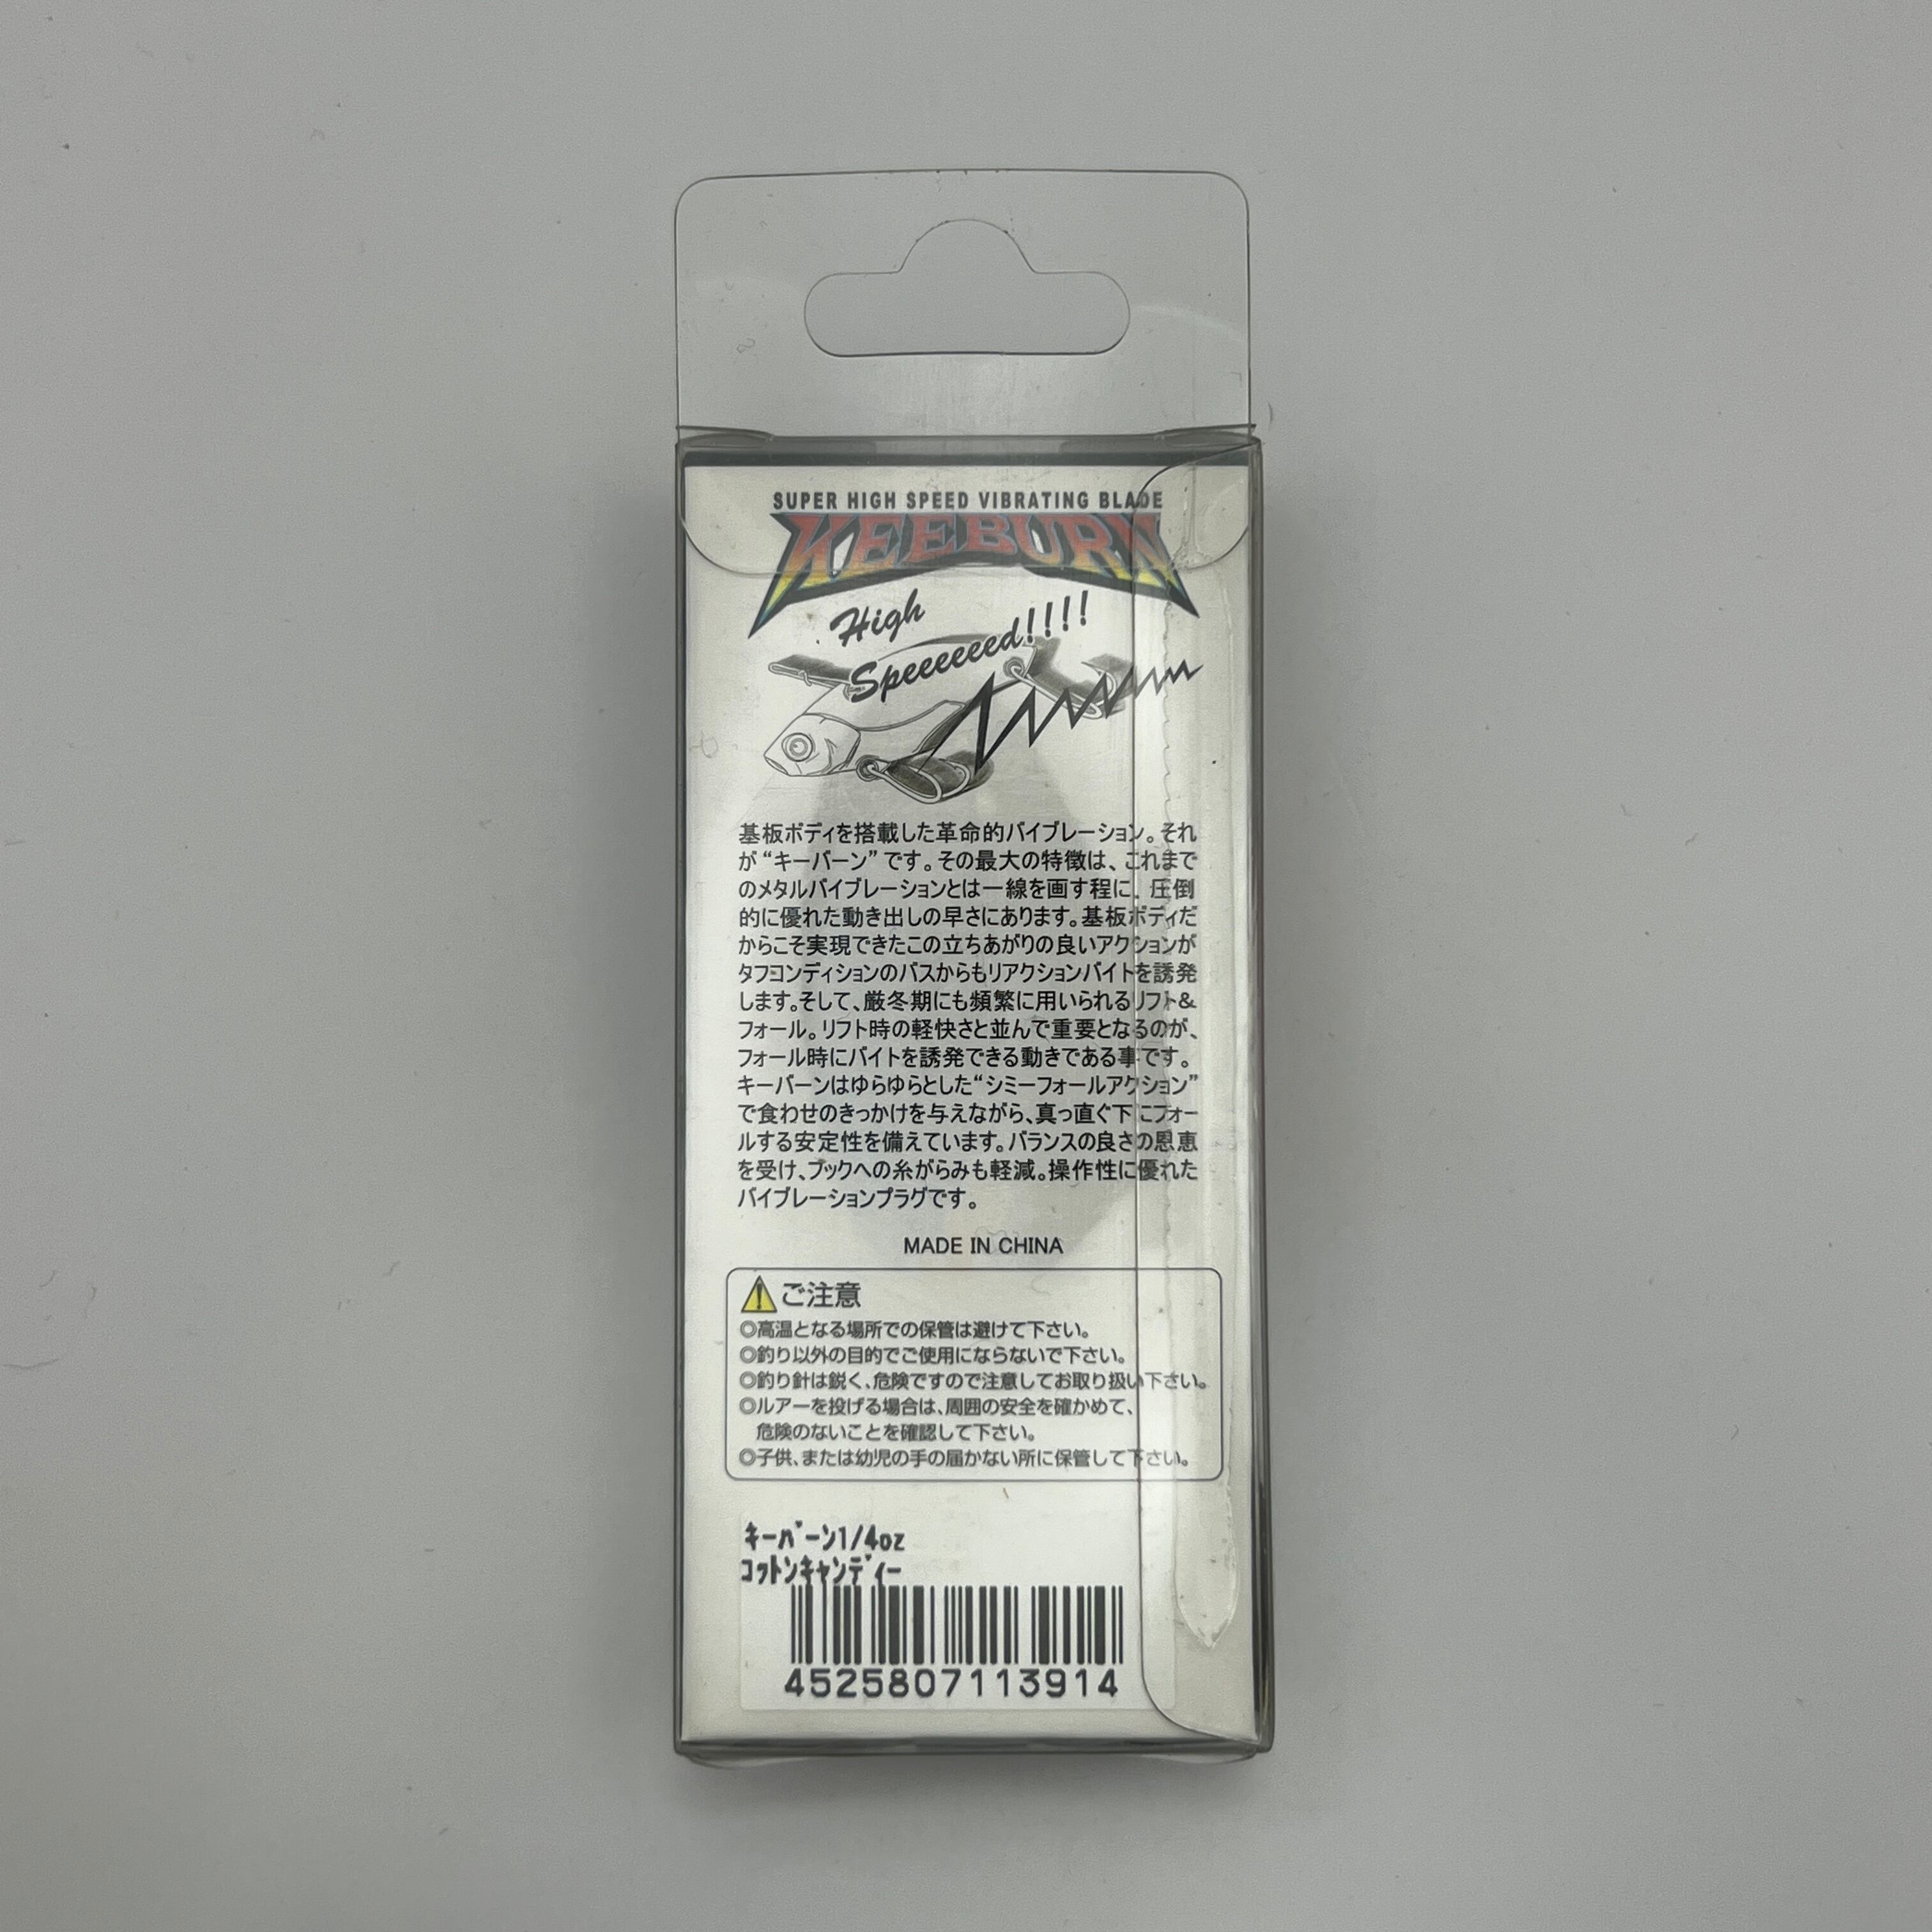 SUPER HIGH SPEED VIBRATING BLADE
KEEBURN
High
Speeeeeed!!!!
基板ボディを搭載した革命的バイブレーション。それ
が“キーバーン”です。その最大の特徴は、これまで
のメタルバイブレーションとは一線を画す程に、圧倒
的に優れた動き出しの早さにあります。基板ボディだ
からこそ実現できたこの立ちあがりの良いアクションが
タフコンディションのバスからもリアクションバイトを誘発
します。そして、厳冬期にも頻繁に用いられるリフト&
フォール。リフト時の軽快さと並んで重要となるのが、
フォール時にバイトを誘発できる動きである事です。
キーバーンはゆらゆらとした“シミーフォールアクション”
で食わせのきっかけを与えながら、真っ直ぐ下にフォー
ルする安定性を備えています。バランスの良さの恩恵
を受け、フックへの糸がらみも軽減。操作性に優れた
バイブレーションプラグです。
MADE IN CHINA
ご注意
◎高温となる場所での保管は避けて下さい。
◎釣り以外の目的でご使用にならないで下さい。
◎釣り針は鋭く、危険ですので注意してお取り扱い下さい。
◎ルアーを投げる場合は、周囲の安全を確かめて、
危険のないことを確認して下さい。
◎子供、または幼児の手の届かない所に保管して下さい。
ｷｰﾊﾞｰﾝ1/4oz
ｺｯﾄﾝｷｬﾝﾃﾞｨｰ
4525807113914